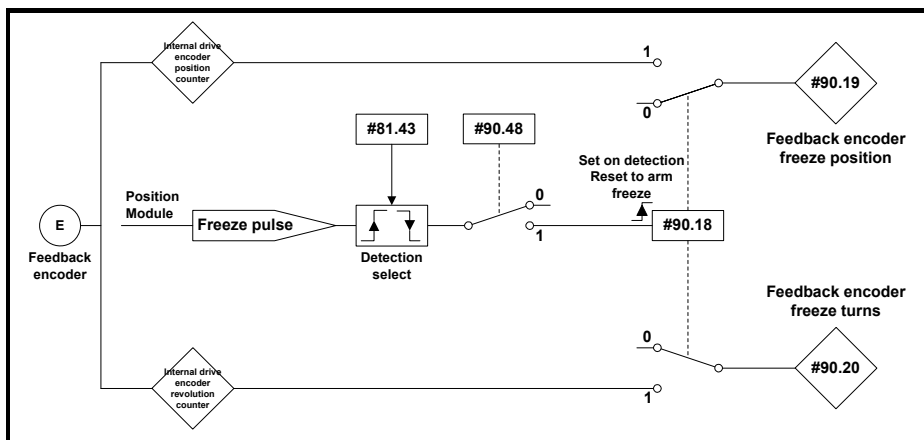 Internal drive
encoder
position
counter
1
0
#90.19
Feedback encoder
freeze position
#81.43
#90.48
Set on detection
Reset to arm
freeze
Position
Module
E
Feedback
encoder
Freeze pulse
Detection
select
0
1
#90.18
Feedback encoder
freeze turns
0
1
#90.20
Internal drive
encoder
revolution
counter